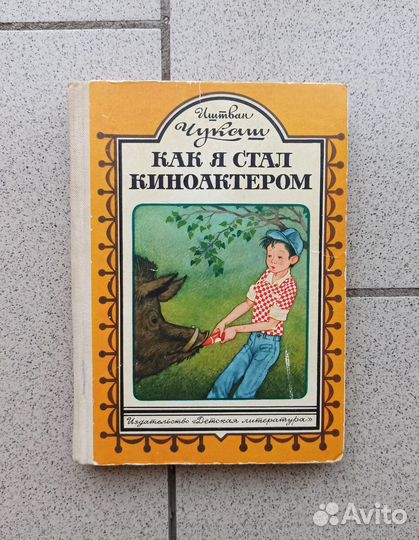 Иштван
Чукаш
КАК Я СТАЛ
КИНОАКТЕРОМ
Издательство «Детская литература»
Avito